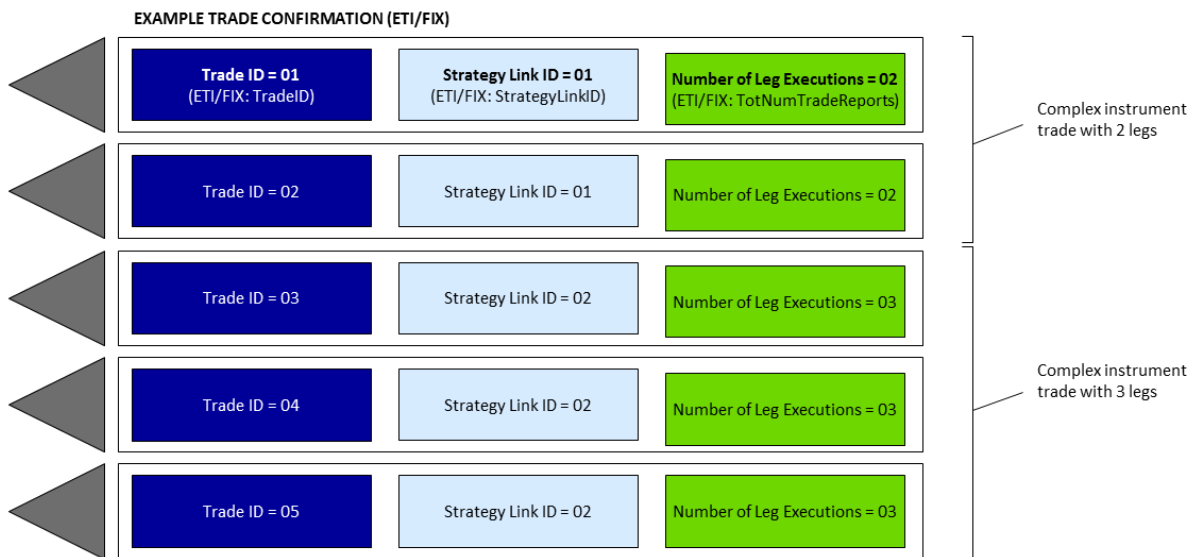 EXAMPLE TRADE CONFIRMATION (ETI/FIX)
Trade ID = 01
(ETI/FIX: TradeID)
Strategy Link ID = 01
(ETI/FIX: StrategyLinkID)
Number of Leg Executions = 02
(ETI/FIX: TotNumTradeReports)
Complex instrument
trade with 2 legs
Trade ID = 02
Strategy Link ID = 01
Number of Leg Executions = 02
Trade ID = 03
Strategy Link ID = 02
Number of Leg Executions = 03
Complex instrument
trade with 3 legs
Trade ID = 04
Strategy Link ID = 02
Number of Leg Executions = 03
Trade ID = 05
Strategy Link ID = 02
Number of Leg Executions = 03